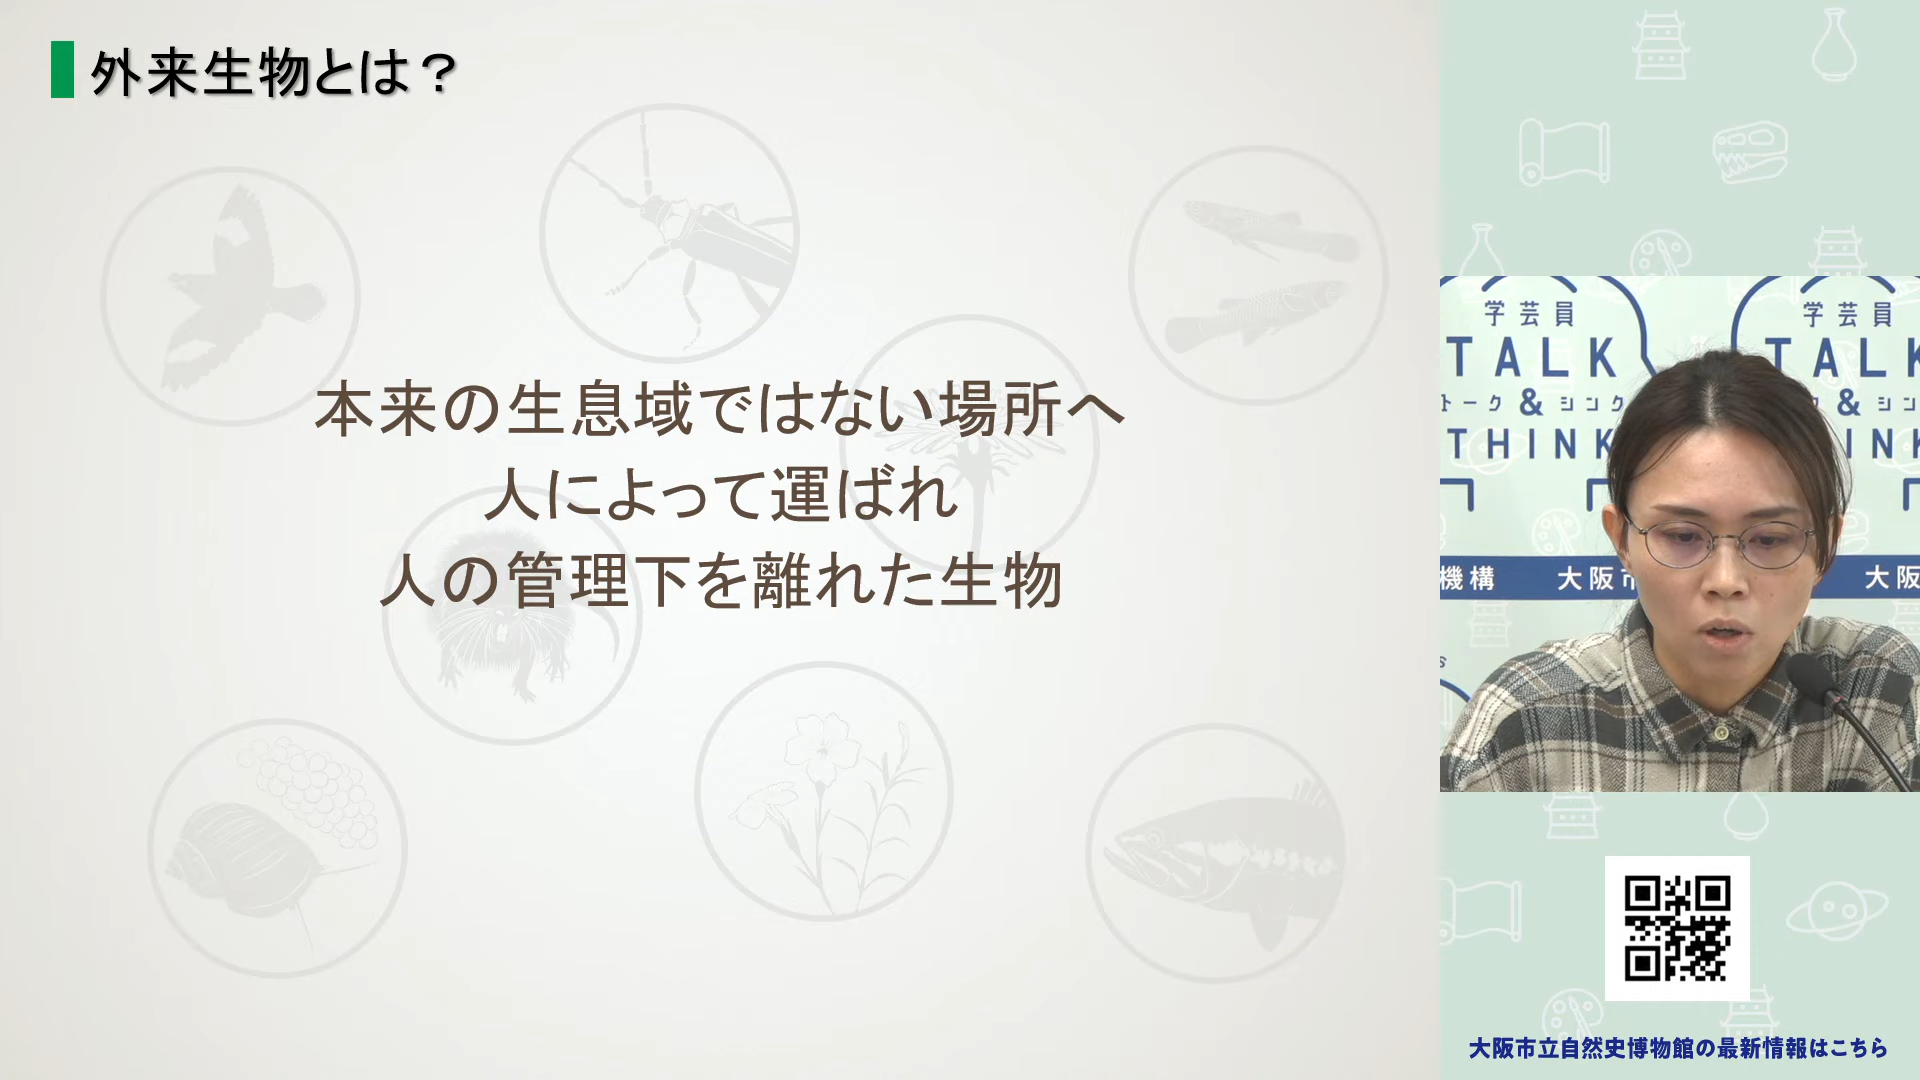 外来生物とは？
本来の生息域ではない場所へ
人によって運ばれ
人の管理下を離れた生物
学芸員
TALK
トーク & シンク
THINK
学芸員
TALK
&
機構
大阪市
大阪
大阪市立自然史博物館の最新情報はこちら